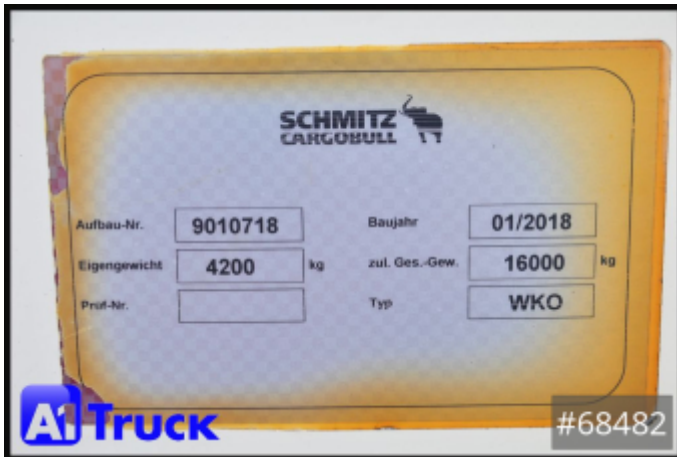 SCHMITZ
CARGOBULL
Aufbau-Nr. 9010718 Baujahr 01/2018
Eigengewicht 4200 kg zul. Ges.-Gew. 16000 kg
Prüf-Nr. Typ WKO
A1 Truck #68482